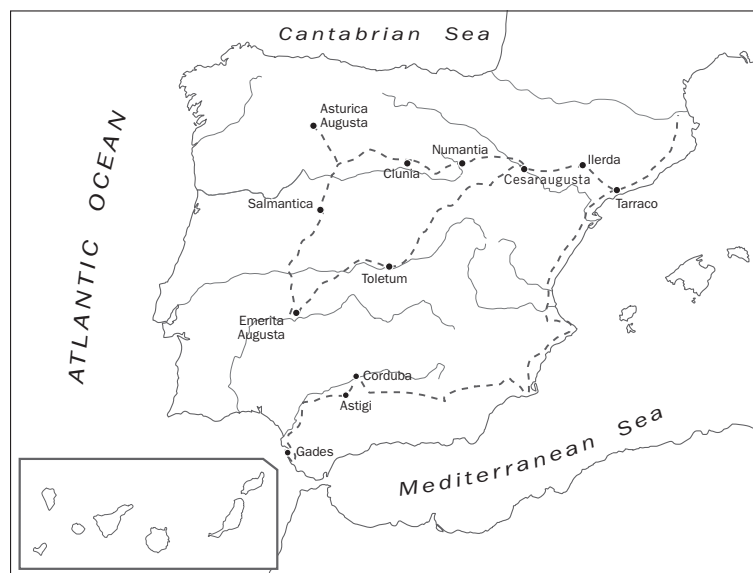 Cantabrian Sea
ATLANTIC OCEAN
Asturica
Augusta
Numantia
Clunia
Ilerda
Cesaraugusta
Tarraco
Salmantica
Toletum
Emerita
Augusta
Corduba
Astigi
Gades
Mediterranean Sea